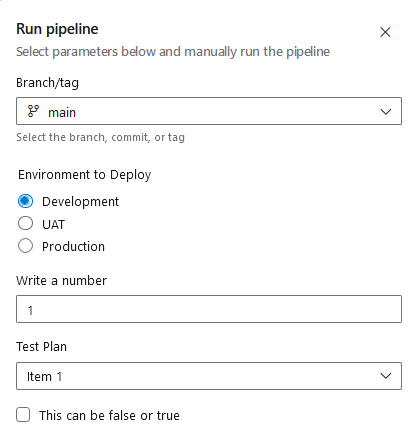 Run pipeline
Select parameters below and manually run the pipeline
Branch/tag
main
Select the branch, commit, or tag
Environment to Deploy
Development
UAT
Production
Write a number
1
Test Plan
Item 1
This can be false or true